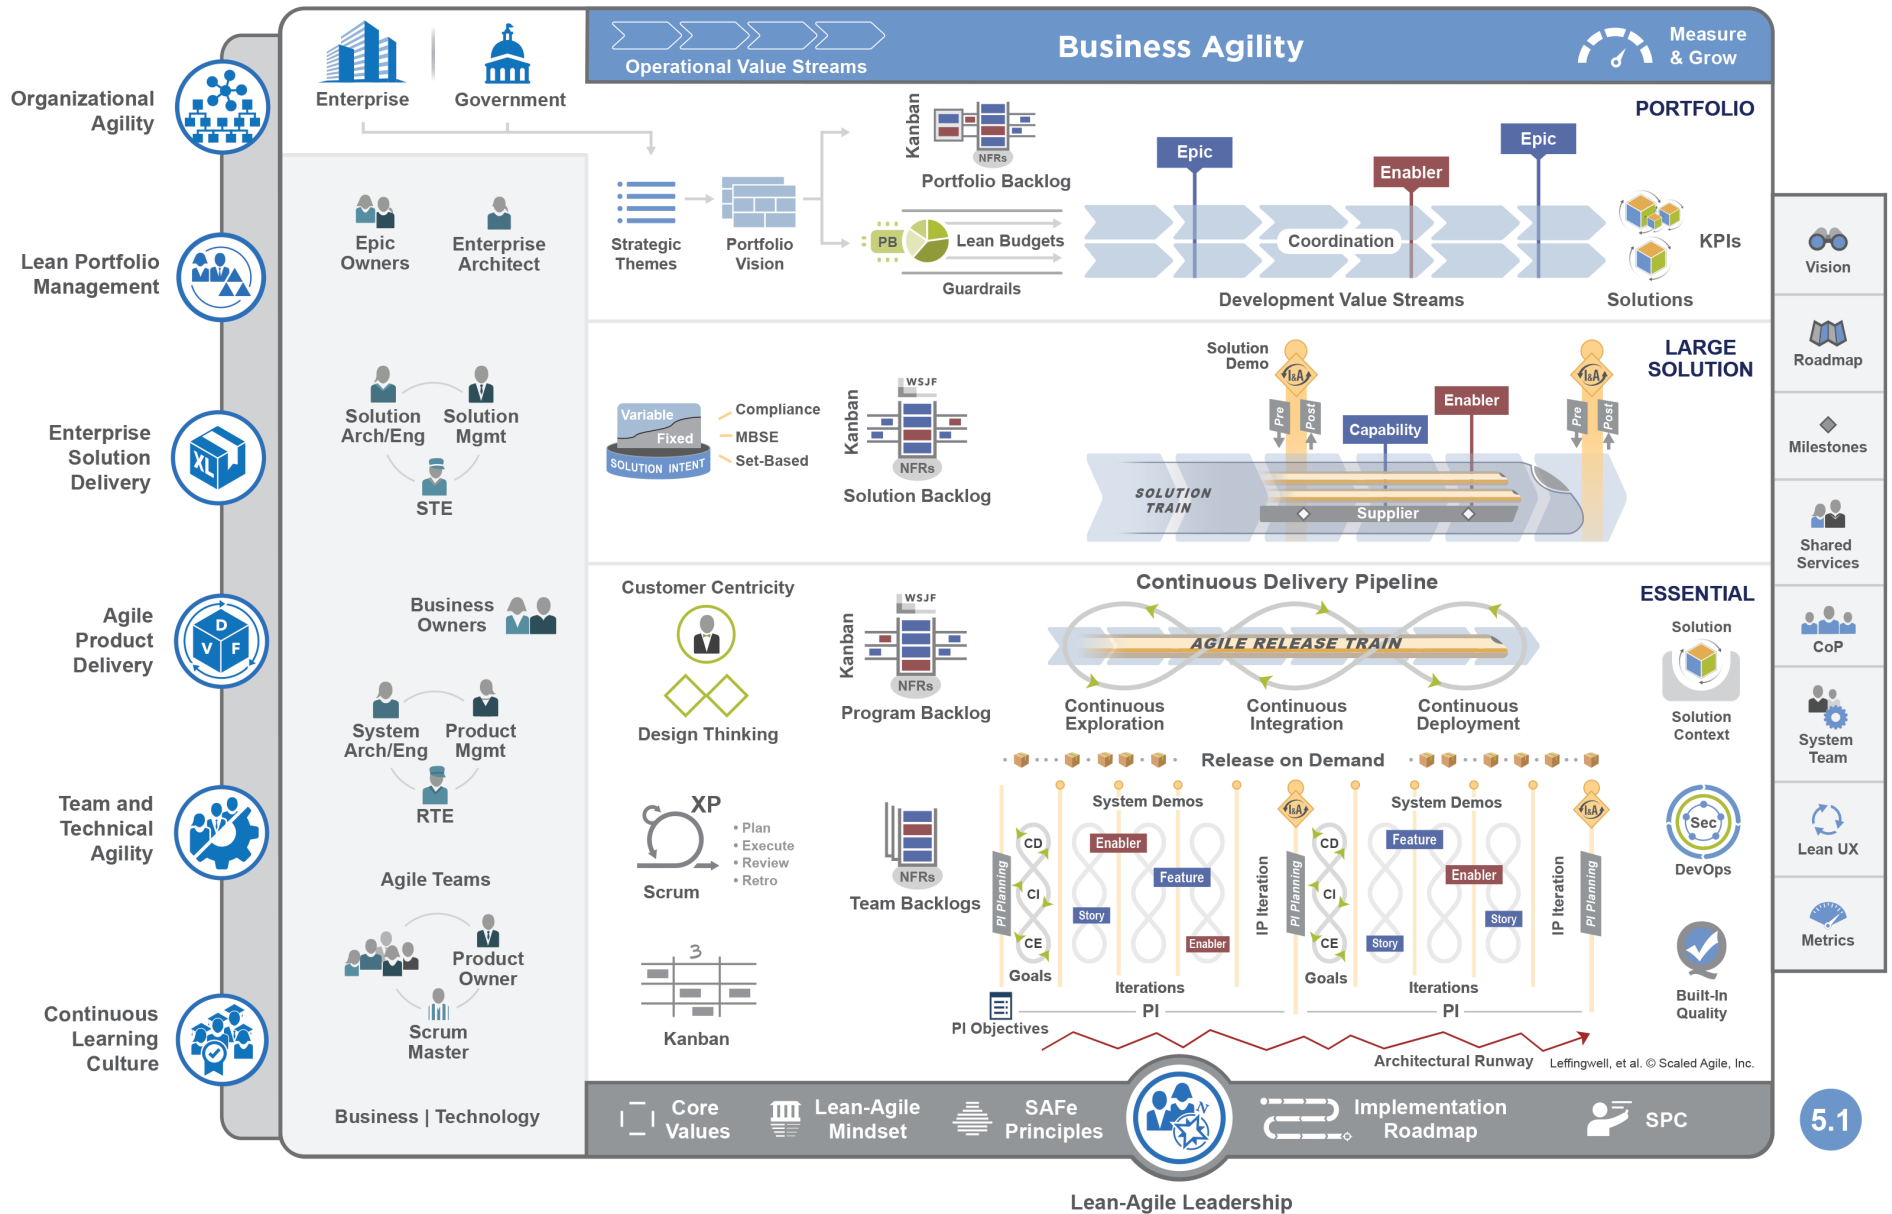 Organizational
Agility
Lean Portfolio
Management
Enterprise
Solution
Delivery
XL
Agile
Product
Delivery
D
V F
Team and
Technical
Agility
Continuous
Learning
Culture
Enterprise
Government
Operational Value Streams
Business Agility
Measure
& Grow
PORTFOLIO
Epic
Owners
Enterprise
Architect
Strategic
Themes
Portfolio
Vision
Kanban
NFRs
Portfolio Backlog
PB
Lean Budgets
Guardrails
Epic
Enabler
Epic
Coordination
Development Value Streams
KPIs
Solutions
LARGE
SOLUTION
Solution
Arch/Eng
Solution
Mgmt
STE
Variable
Fixed
SOLUTION INTENT
Compliance
MBSE
Set-Based
Kanban
WSJF
NFRs
Solution Backlog
Solution
Demo
I&A
Pre
Post
Capability
Enabler
I&A
Pre
Post
SOLUTION
TRAIN
Supplier
ESSENTIAL
Business
Owners
System
Arch/Eng
Product
Mgmt
RTE
Customer Centricity
Design Thinking
Kanban
WSJF
NFRs
Program Backlog
Continuous Delivery Pipeline
AGILE RELEASE TRAIN
Continuous
Exploration
Continuous
Integration
Continuous
Deployment
Release on Demand
Solution
Solution
Context
Agile Teams
Product
Owner
Scrum
Master
XP
• Plan
• Execute
• Review
• Retro
Scrum
3
Kanban
NFRs
Team Backlogs
System Demos
PI Planning
CD
CI
CE
Goals
Enabler
Feature
Story
Enabler
Iterations
IP Iteration
I&A
PI Planning
System Demos
CD
CI
CE
Goals
Feature
Enabler
Story
Story
Iterations
IP Iteration
I&A
PI Planning
PI Objectives
PI
PI
Architectural Runway
Sec
DevOps
Built-In
Quality
Leffingwell, et al. © Scaled Agile, Inc.
Business | Technology
Core
Values
Lean-Agile
Mindset
SAFe
Principles
N
Implementation
Roadmap
SPC
Lean-Agile Leadership
Vision
Roadmap
Milestones
Shared
Services
CoP
System
Team
Lean UX
Metrics
5.1